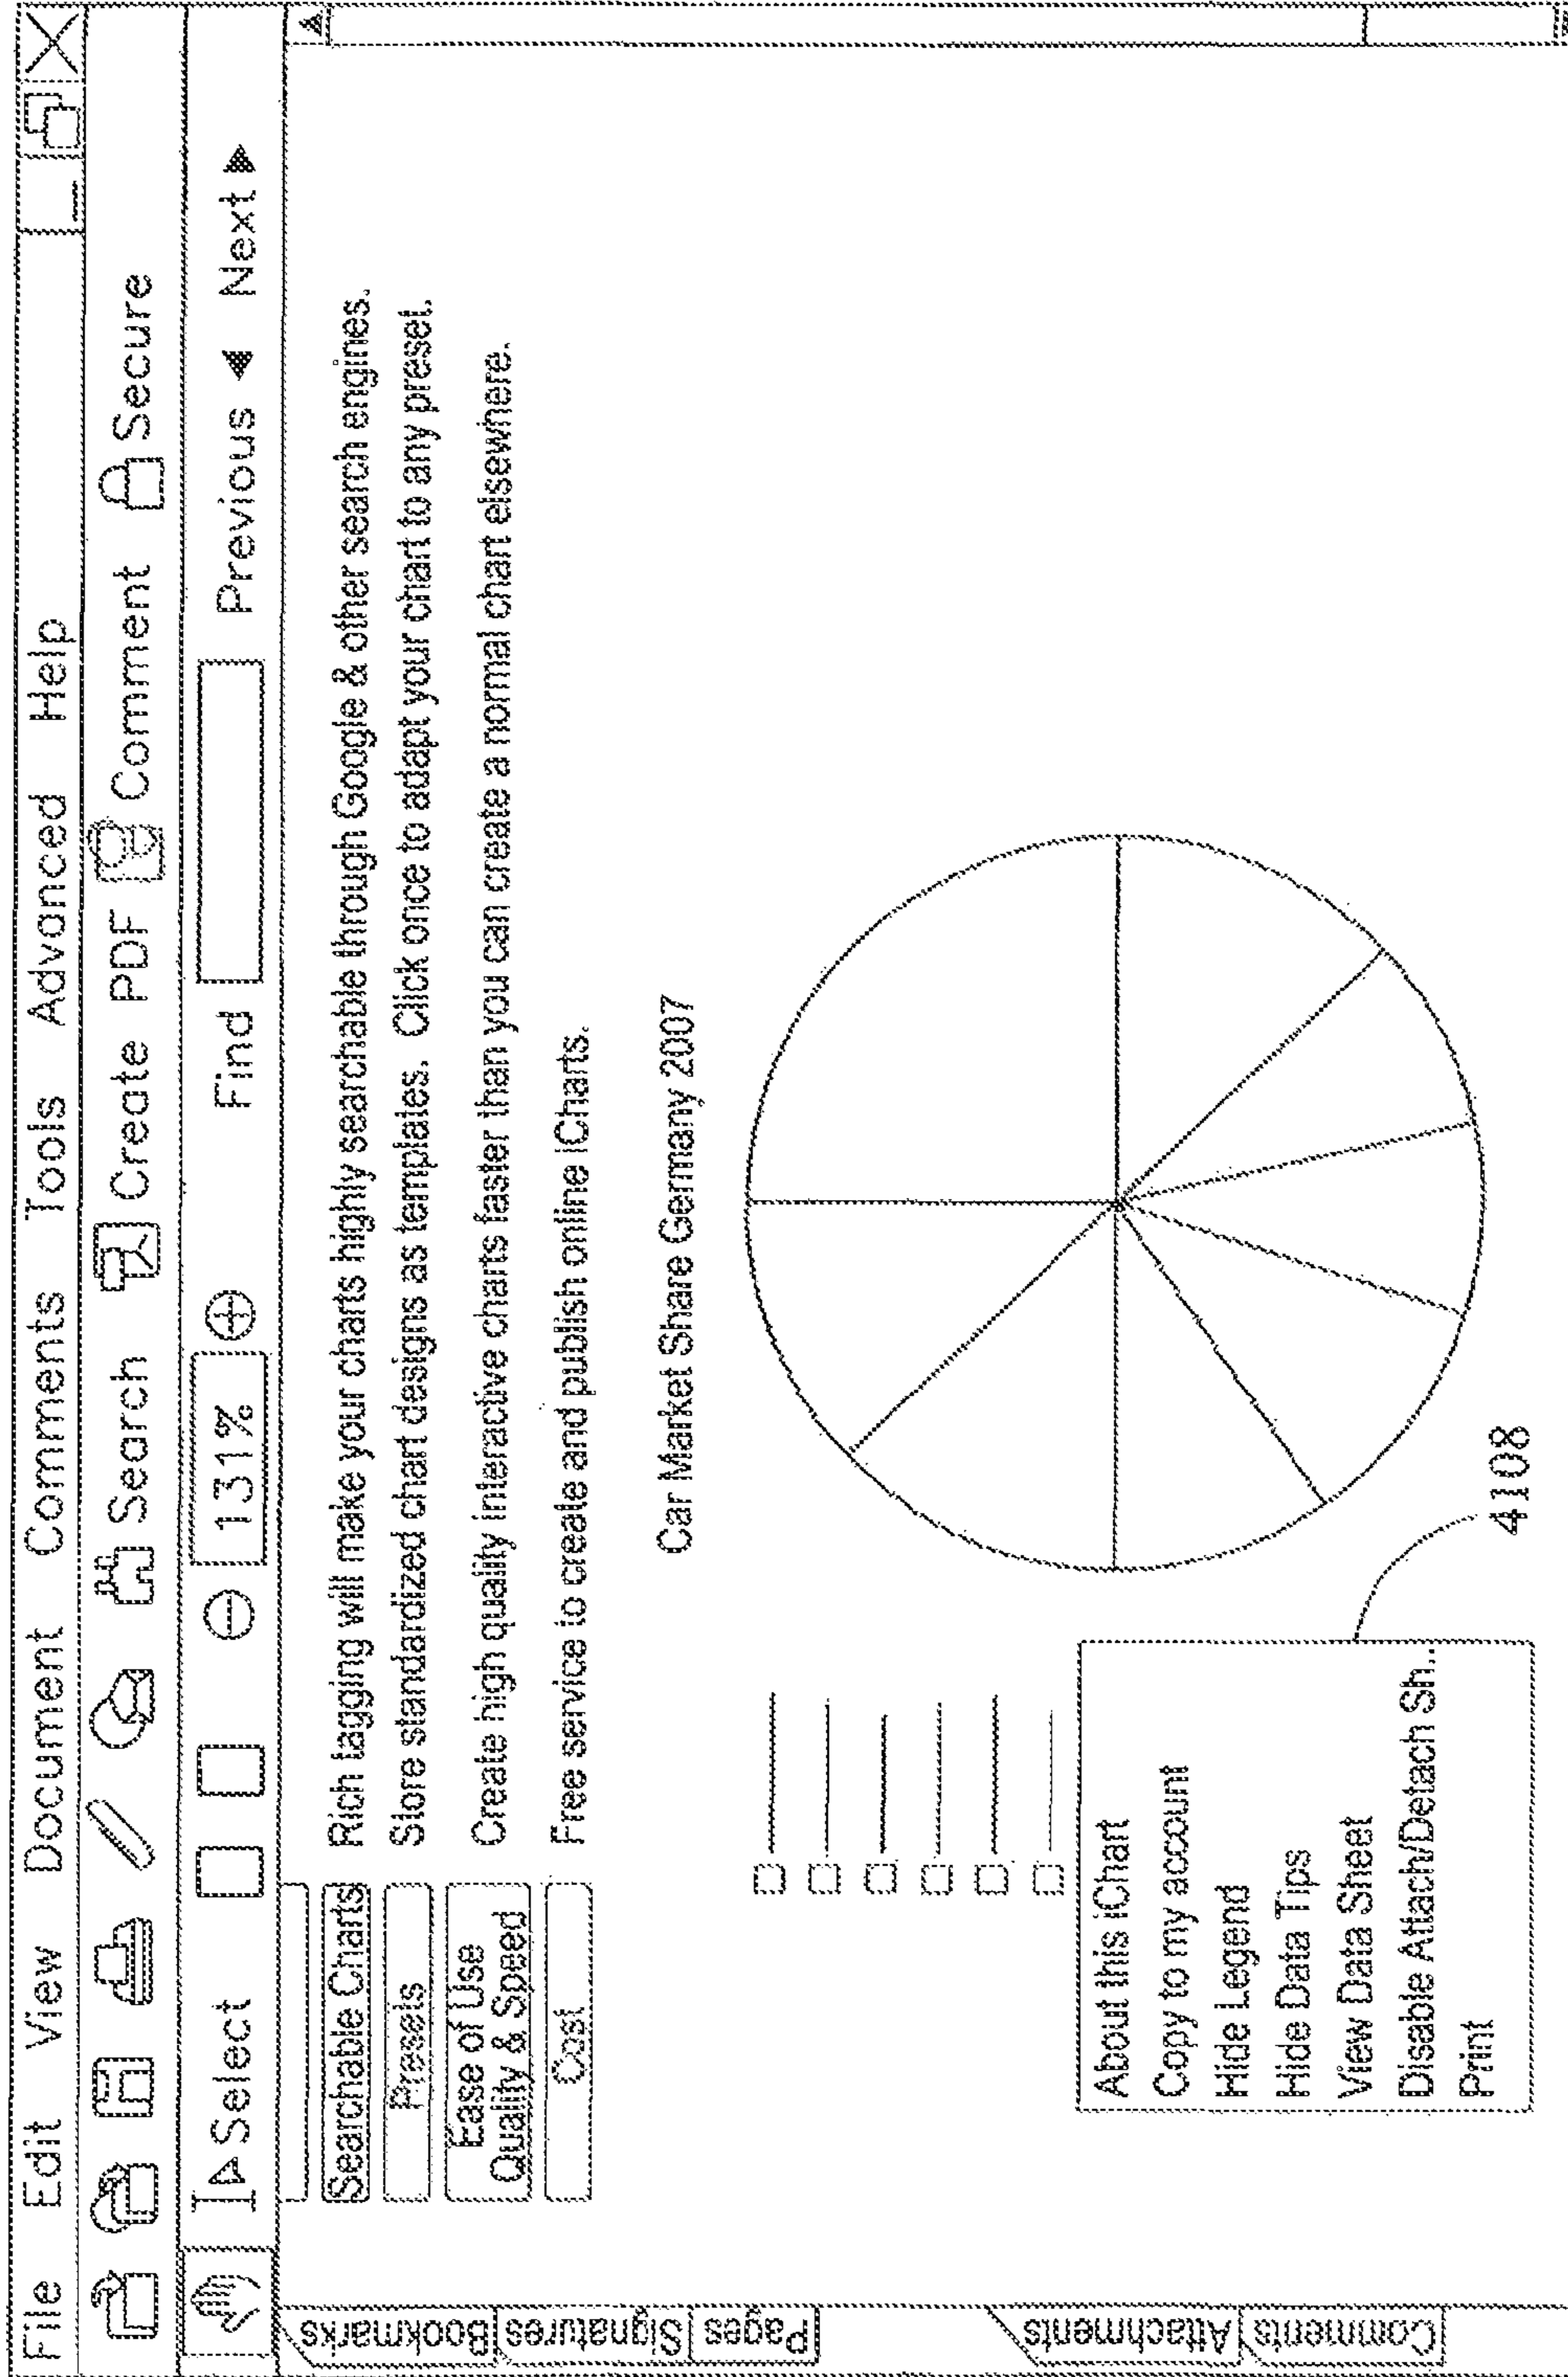 File Edit View Document Comments Tools Advanced Help
Search Create PDF Comment Secure
Select 131% Find Previous Next
Searchable Charts Rich tagging will make your charts highly searchable through Google & other search engines.
Presets Store standardized chart designs as templates. Click once to adapt your chart to any preset.
Ease of Use
Quality & Speed Create high quality interactive charts faster than you can create a normal chart elsewhere.
Cost Free service to create and publish online iCharts.
Car Market Share Germany 2007
About this iChart
Copy to my account
Hide Legend
Hide Data Tips
View Data Sheet
Disable Attach/Detach Sh..
Print
4108
Bookmarks
Signatures
Pages
Attachments
Comments